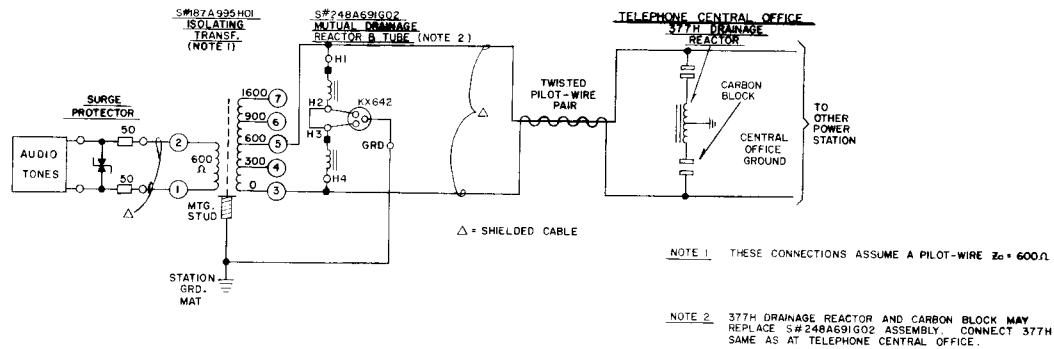 S#187A995H01
ISOLATING
TRANSF.
(NOTE 1)
S#248A691G02
MUTUAL DRAINAGE
REACTOR & TUBE (NOTE 2)
TELEPHONE CENTRAL OFFICE
377H DRAINAGE
REACTOR
SURGE
PROTECTOR
AUDIO
TONES
50
50
2
1
600
Ω
MTG.
STUD
1600
7
900
6
600
5
300
4
0
3
H1
H2
H3
H4
KX642
GRD
△
△
TWISTED
PILOT-WIRE
PAIR
CARBON
BLOCK
CENTRAL
OFFICE
GROUND
TO
OTHER
POWER
STATION
△ = SHIELDED CABLE
STATION
GRD.
MAT
NOTE 1 THESE CONNECTIONS ASSUME A PILOT-WIRE Zo = 600Ω
NOTE 2 377H DRAINAGE REACTOR AND CARBON BLOCK MAY
REPLACE S#248A691G02 ASSEMBLY. CONNECT 377H
SAME AS AT TELEPHONE CENTRAL OFFICE.